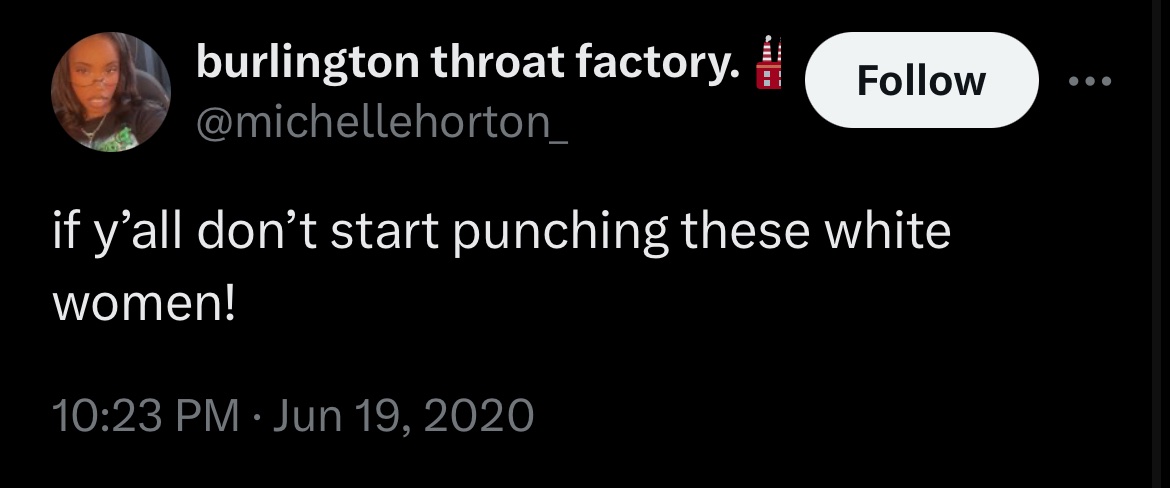 burlington throat factory. 🏭
Follow
@michellehorton_
if y’all don’t start punching these white
women!
10:23 PM · Jun 19, 2020